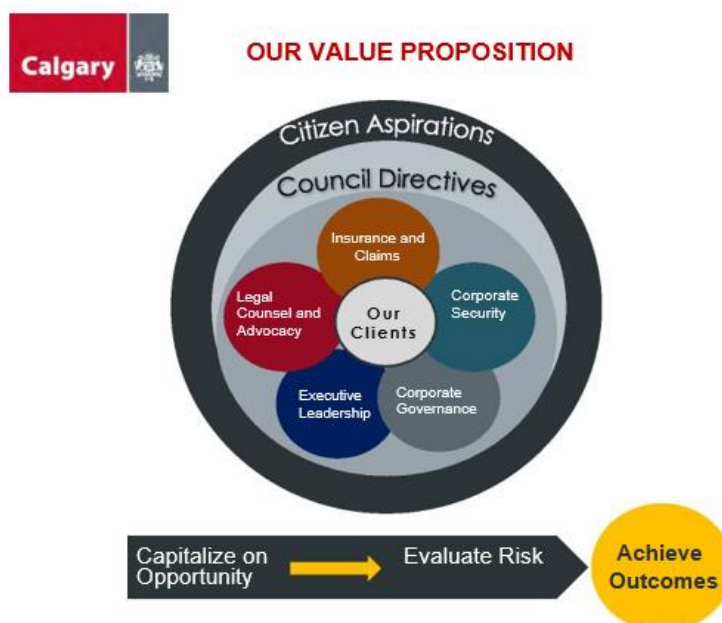 Calgary
OUR VALUE PROPOSITION
Citizen Aspirations
Council Directives
Insurance and
Claims
Legal
Counsel and
Advocacy
Our
Clients
Corporate
Security
Executive
Leadership
Corporate
Governance
Capitalize on
Opportunity
Evaluate Risk
Achieve
Outcomes